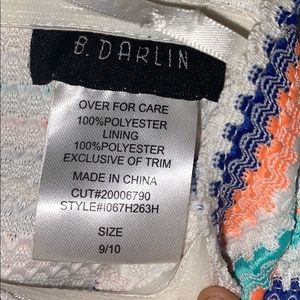 B. DARLIN
OVER FOR CARE
100%POLYESTER
LINING
100%POLYESTER
EXCLUSIVE OF TRIM
MADE IN CHINA
CUT#20006790
STYLE#I067H263H
SIZE
9/10